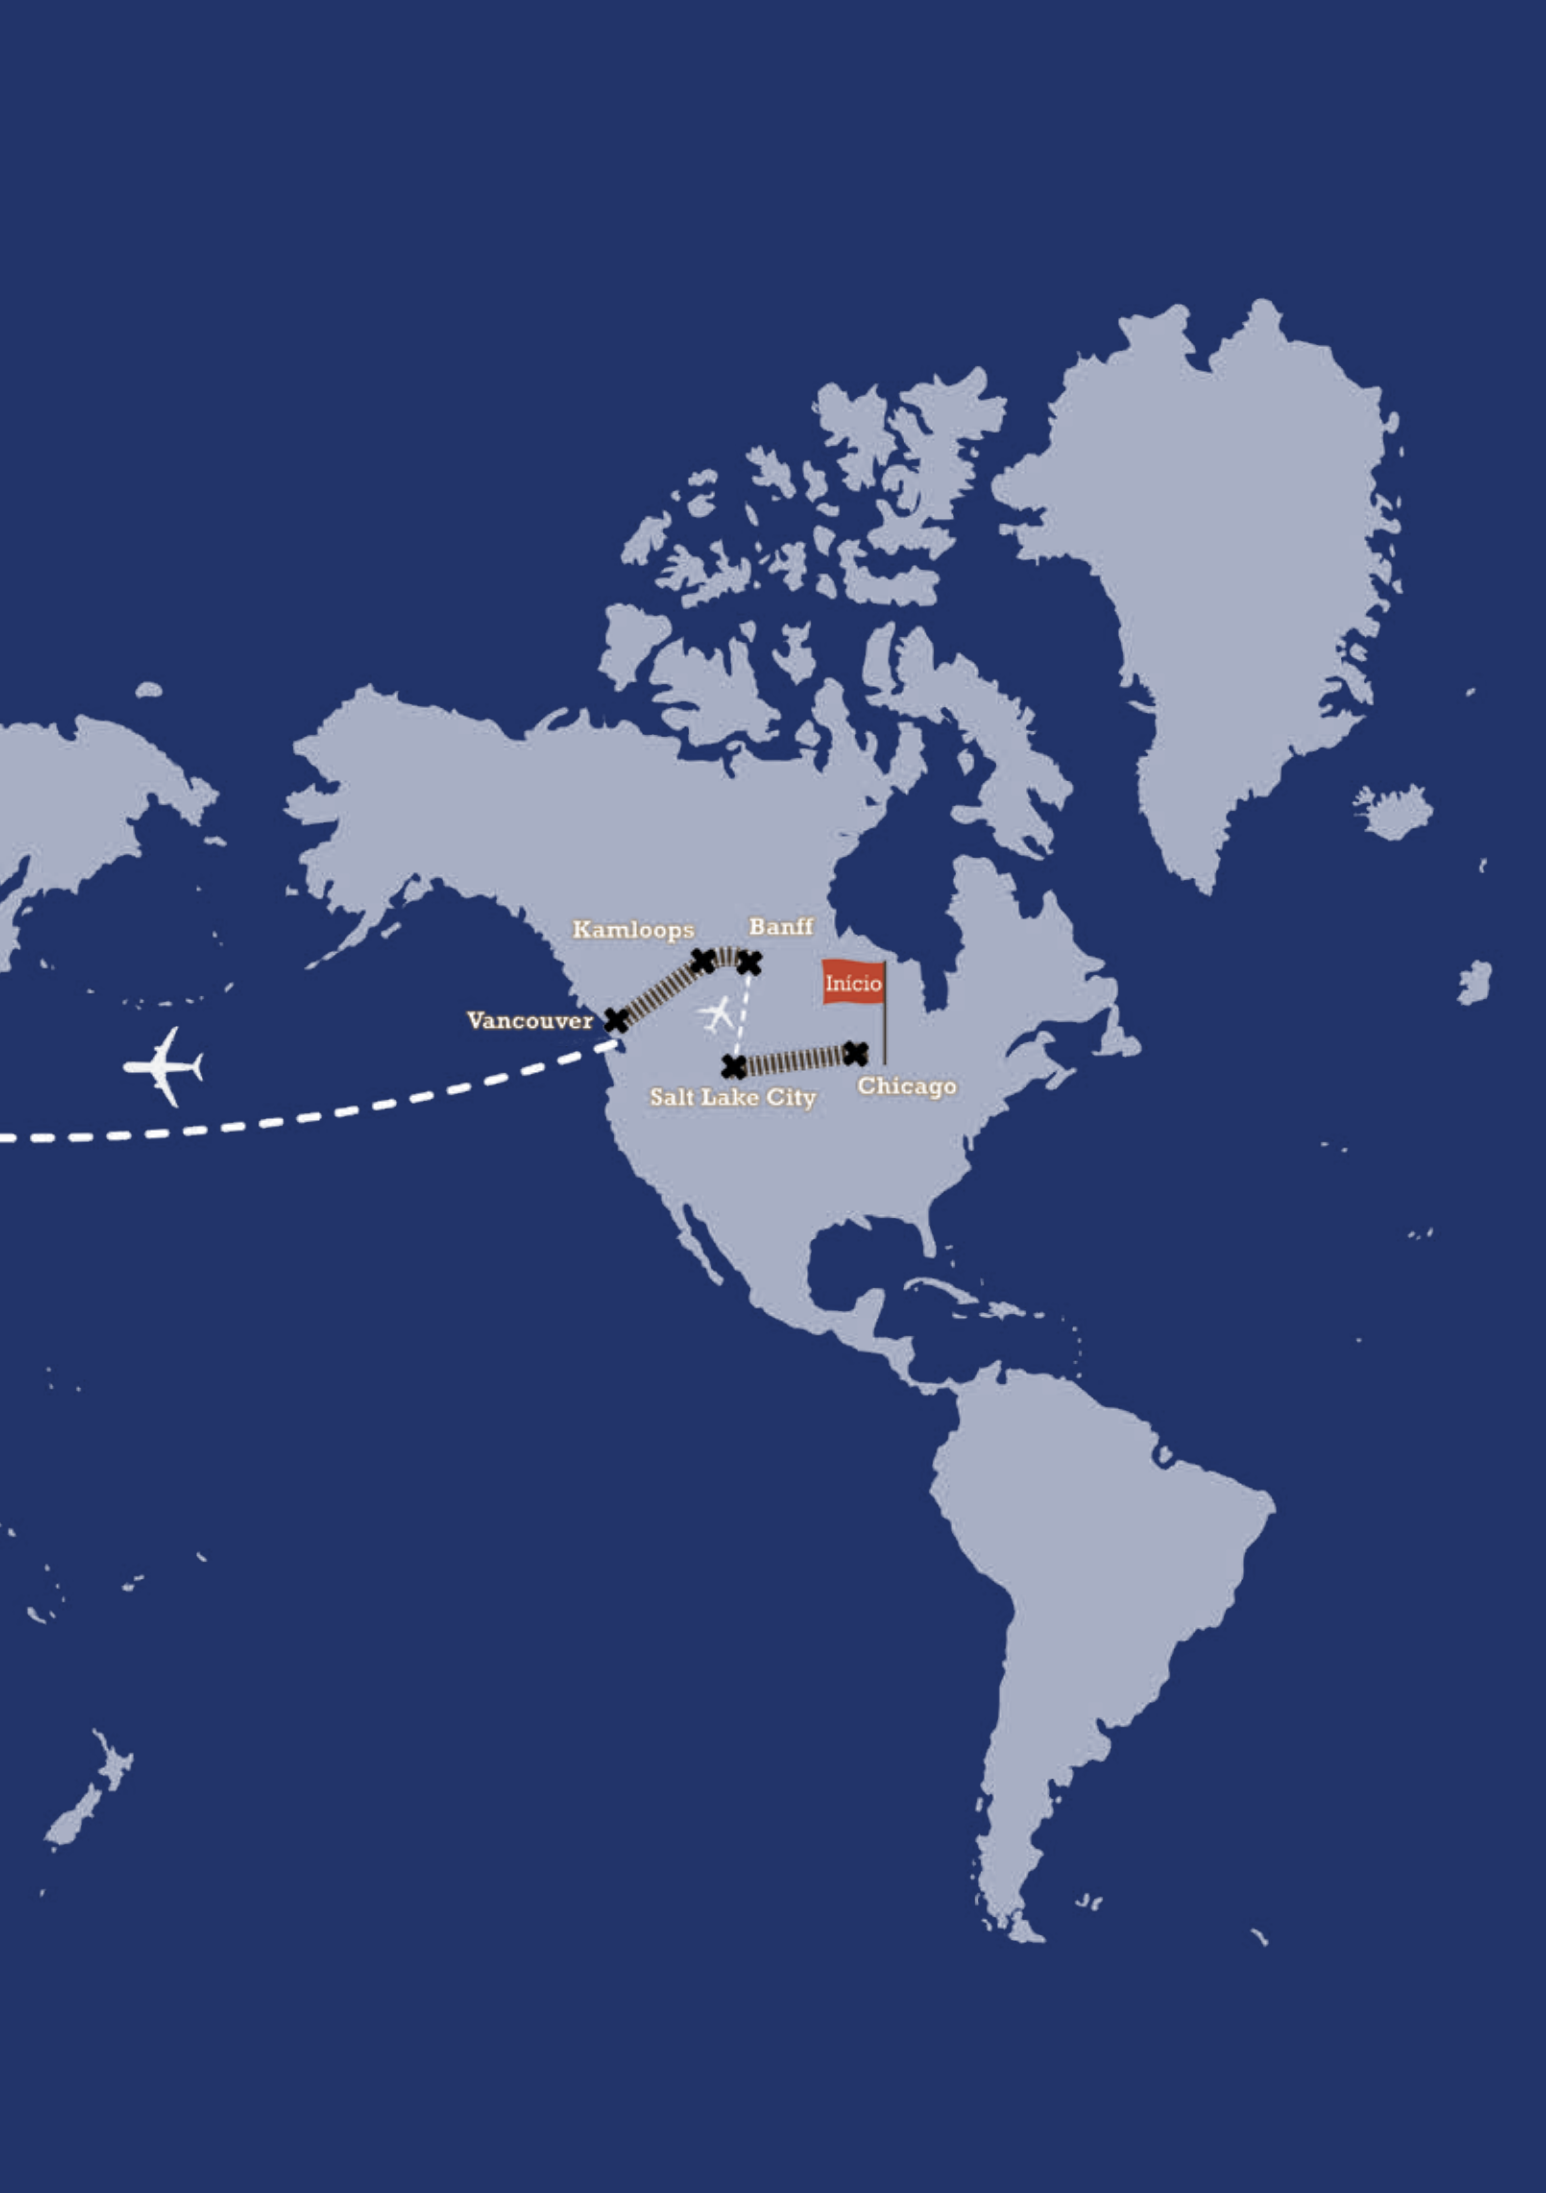 Kamloops
Banff
Início
Vancouver
Salt Lake City
Chicago